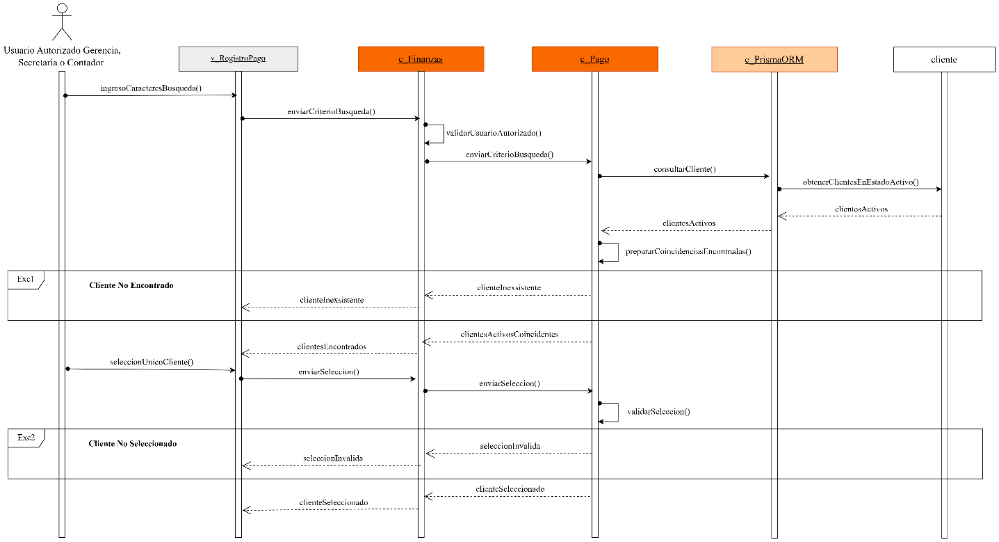 Usuario Autorizado Gerencia,
Secretaria o Contador
v_RegistroPago
c_Finanzas
c_Pago
c_PrismaORM
cliente
ingresoCaracteresBusqueda()
enviarCriterioBusqueda()
validarUsuarioAutorizado()
enviarCriterioBusqueda()
consultarCliente()
obtenerClientesEnEstadoActivo()
clientesActivos
clientesActivos
prepararCoincidenciasEncontradas()
Exc1
Cliente No Encontrado
clienteInexsistente
clienteInexsistente
clientesActivosCoincidentes
clientesEncontrados
seleccionUnicoCliente()
enviarSeleccion()
enviarSeleccion()
validarSeleccion()
Exc2
Cliente No Seleccionado
seleccionInvalida
seleccionInvalida
clienteSeleccionado
clienteSeleccionado